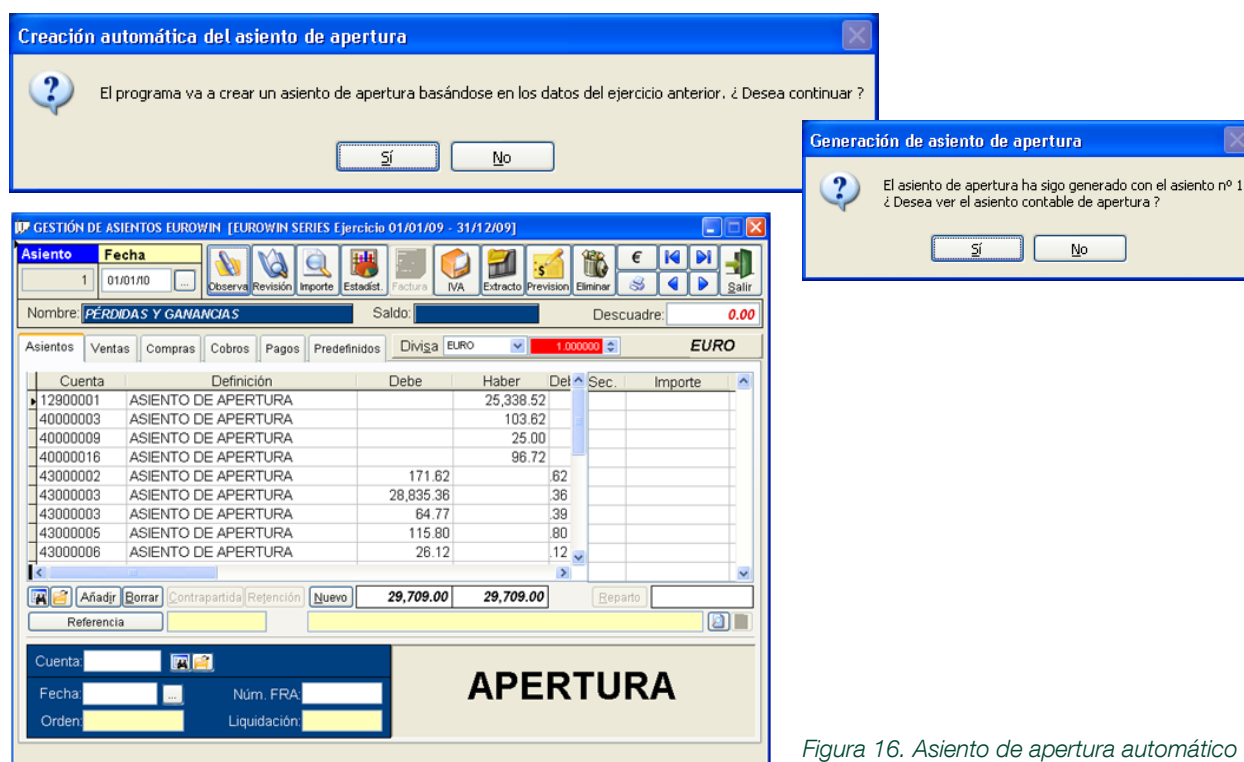 Creación automática del asiento de apertura
El programa va a crear un asiento de apertura basándose en los datos del ejercicio anterior. ¿ Desea continuar ?
Sí No
Generación de asiento de apertura
El asiento de apertura ha sigo generado con el asiento nº 1
¿ Desea ver el asiento contable de apertura ?
Sí No
GESTIÓN DE ASIENTOS EUROWIN [EUROWIN SERIES Ejercicio 01/01/09 - 31/12/09]
Asiento Fecha
1 01/01/10 ...
Observa Revisión Importe Estadíst. Factura IVA Extracto Prevision Eliminar € Salir
Nombre: PÉRDIDAS Y GANANCIAS Saldo: Descuadre: 0.00
Asientos Ventas Compras Cobros Pagos Predefinidos Divisa EURO 1.000000 EURO
Cuenta Definición Debe Haber Det Sec. Importe
12900001 ASIENTO DE APERTURA 25,338.52
40000003 ASIENTO DE APERTURA 103.62
40000009 ASIENTO DE APERTURA 25.00
40000016 ASIENTO DE APERTURA 96.72
43000002 ASIENTO DE APERTURA 171.62 .62
43000003 ASIENTO DE APERTURA 28,835.36 .36
43000003 ASIENTO DE APERTURA 64.77 .39
43000005 ASIENTO DE APERTURA 115.80 .80
43000006 ASIENTO DE APERTURA 26.12 .12
Añadir Borrar Contrapartida Retención Nuevo 29,709.00 29,709.00 Reparto
Referencia
Cuenta:
Fecha: ... Núm. FRA:
Orden: Liquidación:
APERTURA
Figura 16. Asiento de apertura automático